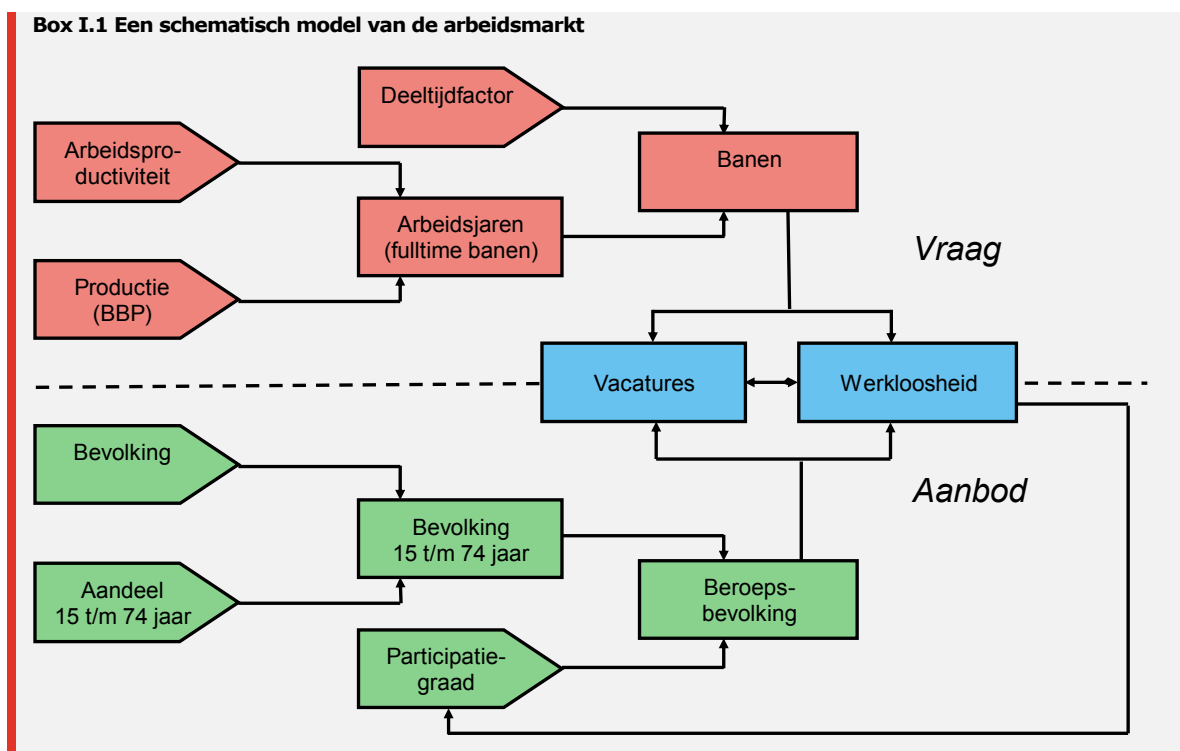 Box I.1 Een schematisch model van de arbeidsmarkt
Deeltijdfactor
Arbeidspro-
ductiviteit
Banen
Arbeidsjaren
(fulltime banen)
Vraag
Productie
(BBP)
Vacatures
Werkloosheid
Bevolking
Aanbod
Bevolking
15 t/m 74 jaar
Aandeel
15 t/m 74 jaar
Beroeps-
bevolking
Participatie-
graad